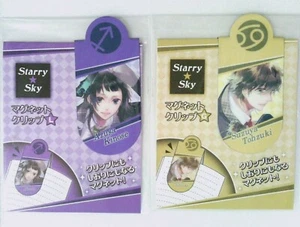 Starry
Sky
マグネット
クリップ
クリップにも
しおりにもなる
マグネット!
Starry
Sky
マグネット
クリップ
Suzuya
Tohzuki
クリップにも
しおりにもなる
マグネット!